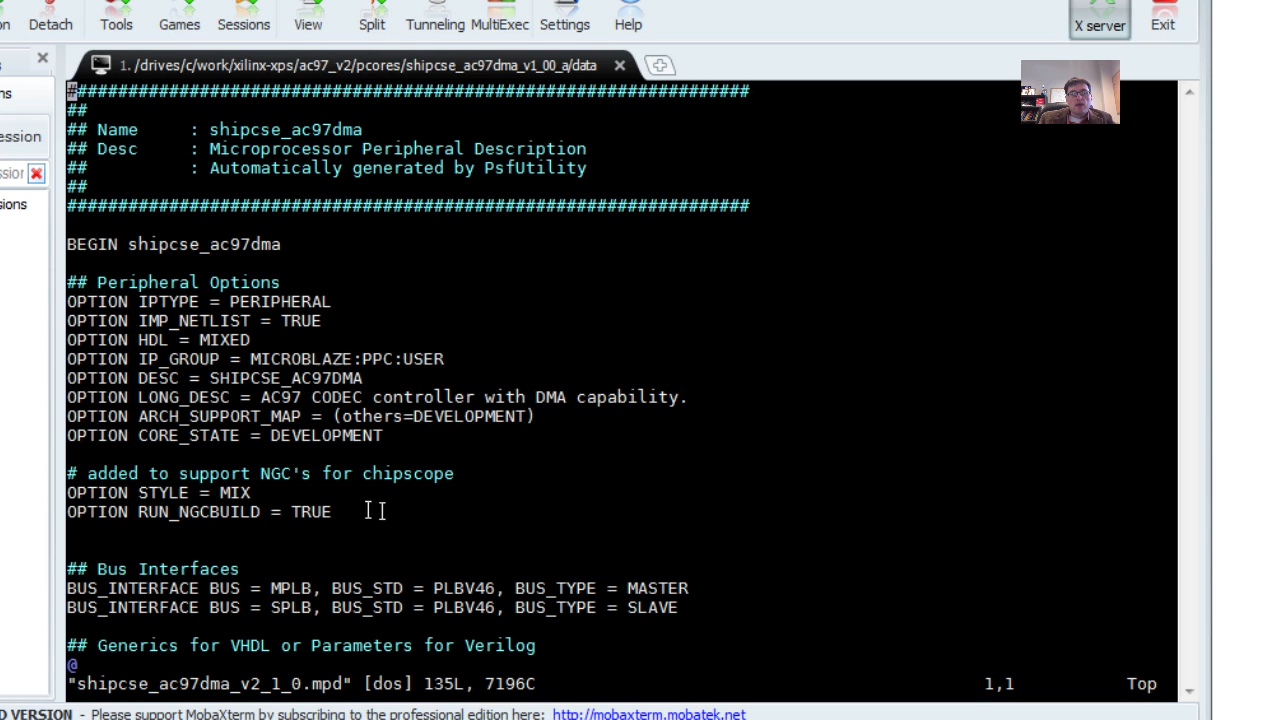 on Detach Tools Games Sessions View Split Tunneling MultiExec Settings Help X server Exit
1. /drives/c/work/xilinx-xps/ac97_v2/pcores/shipcse_ac97dma_v1_00_a/data
ns
ession
ssior
sions
###################################################################
##
## Name : shipcse_ac97dma
## Desc : Microprocessor Peripheral Description
## : Automatically generated by PsfUtility
##
###################################################################
BEGIN shipcse_ac97dma
## Peripheral Options
OPTION IPTYPE = PERIPHERAL
OPTION IMP_NETLIST = TRUE
OPTION HDL = MIXED
OPTION IP_GROUP = MICROBLAZE:PPC:USER
OPTION DESC = SHIPCSE_AC97DMA
OPTION LONG_DESC = AC97 CODEC controller with DMA capability.
OPTION ARCH_SUPPORT_MAP = (others=DEVELOPMENT)
OPTION CORE_STATE = DEVELOPMENT
# added to support NGC's for chipscope
OPTION STYLE = MIX
OPTION RUN_NGCBUILD = TRUE
## Bus Interfaces
BUS_INTERFACE BUS = MPLB, BUS_STD = PLBV46, BUS_TYPE = MASTER
BUS_INTERFACE BUS = SPLB, BUS_STD = PLBV46, BUS_TYPE = SLAVE
## Generics for VHDL or Parameters for Verilog
@
"shipcse_ac97dma_v2_1_0.mpd" [dos] 135L, 7196C 1,1 Top
D VERSION - Please support MobaXterm by subscribing to the professional edition here: http://mobaxterm.mobatek.net